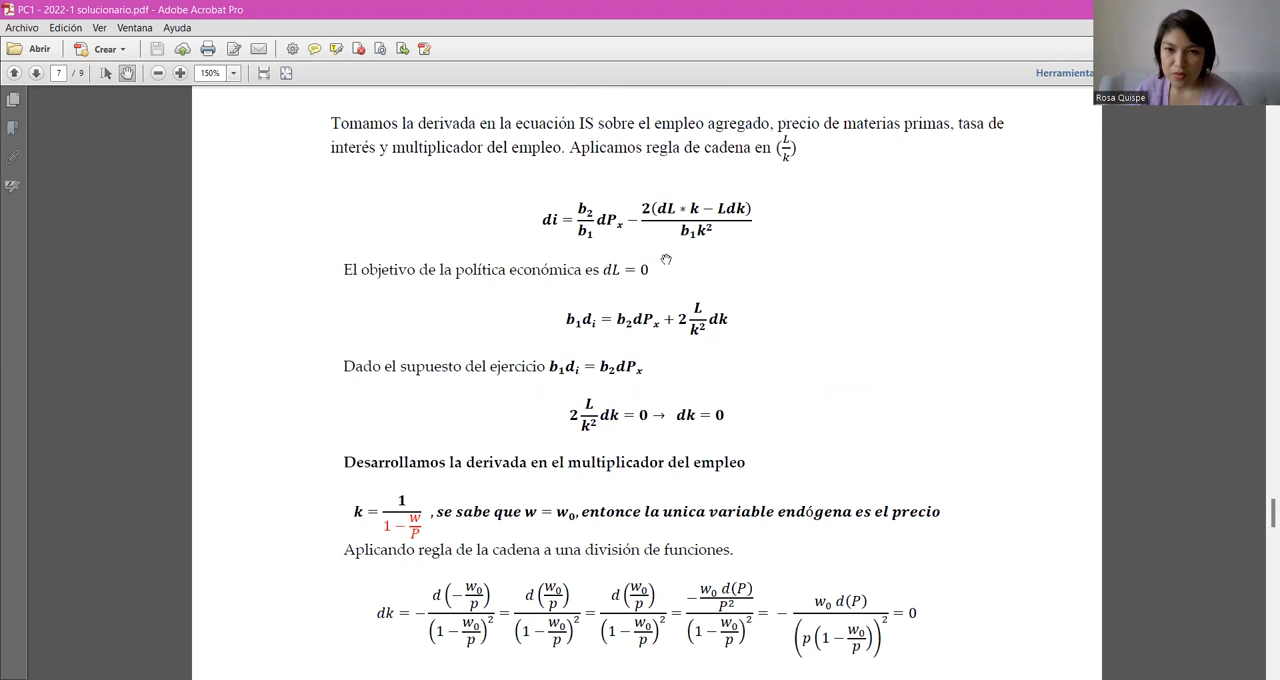 PC1 - 2022-1 solucionario.pdf - Adobe Acrobat Pro
Archivo Edición Ver Ventana Ayuda
Abrir Crear
7 / 9 150% Herramienta
Rosa Quispe
Tomamos la derivada en la ecuación IS sobre el empleo agregado, precio de materias primas, tasa de
interés y multiplicador del empleo. Aplicamos regla de cadena en (L/k)
di = b₂/b₁ dPₓ − 2(dL ∗ k − Ldk)/b₁k²
El objetivo de la política económica es dL = 0
b₁dᵢ = b₂dPₓ + 2 L/k² dk
Dado el supuesto del ejercicio b₁dᵢ = b₂dPₓ
2 L/k² dk = 0 → dk = 0
Desarrollamos la derivada en el multiplicador del empleo
k = 1/(1 − w/P) , se sabe que w = w₀, entonce la unica variable endógena es el precio
Aplicando regla de la cadena a una división de funciones.
dk = − d(−w₀/p)/(1 − w₀/p)² = d(w₀/p)/(1 − w₀/p)² = d(w₀/p)/(1 − w₀/p)² = (−w₀ d(P)/P²)/(1 − w₀/p)² = − w₀ d(P)/(p(1 − w₀/p))² = 0